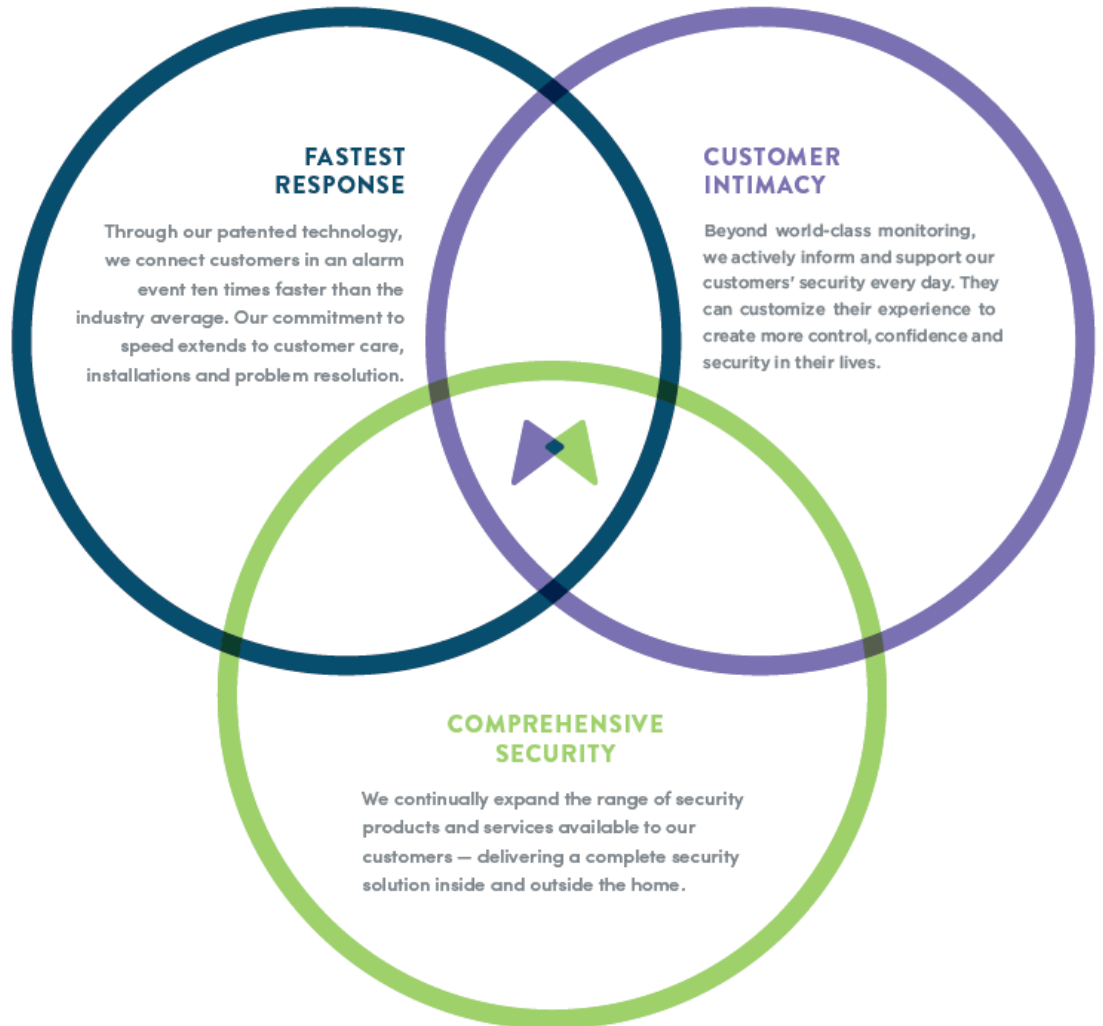 FASTEST
RESPONSE
Through our patented technology,
we connect customers in an alarm
event ten times faster than the
industry average. Our commitment to
speed extends to customer care,
installations and problem resolution.
CUSTOMER
INTIMACY
Beyond world-class monitoring,
we actively inform and support our
customers' security every day. They
can customize their experience to
create more control, confidence and
security in their lives.
COMPREHENSIVE
SECURITY
We continually expand the range of security
products and services available to our
customers — delivering a complete security
solution inside and outside the home.